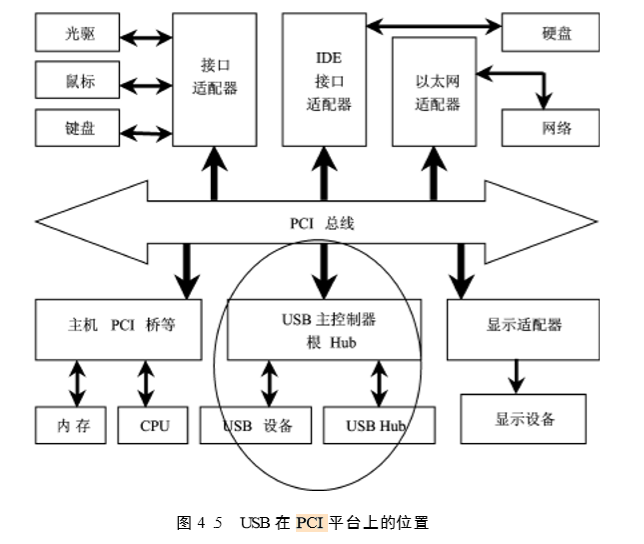 光驱
鼠标
键盘
接口
适配器
IDE
接口
适配器
以太网
适配器
硬盘
网络
PCI 总线
主机 PCI 桥等
USB 主控制器
根 Hub
显示适配器
内存
CPU
USB 设备
USB Hub
显示设备
图 4 .5 USB 在 PCI 平台上的位置